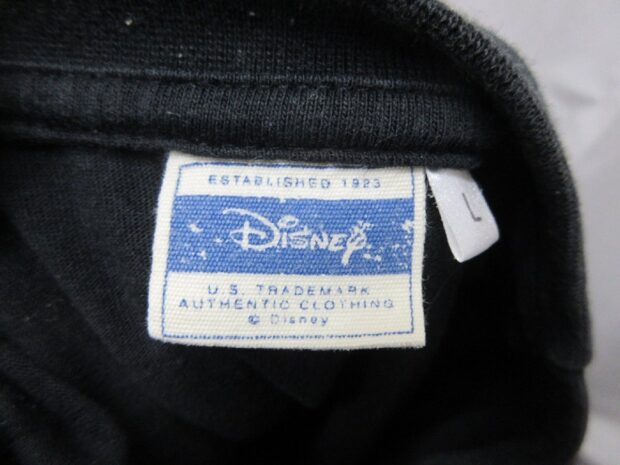 ESTABLISHED 1923
Disney
U.S. TRADEMARK
AUTHENTIC CLOTHING
© Disney
L